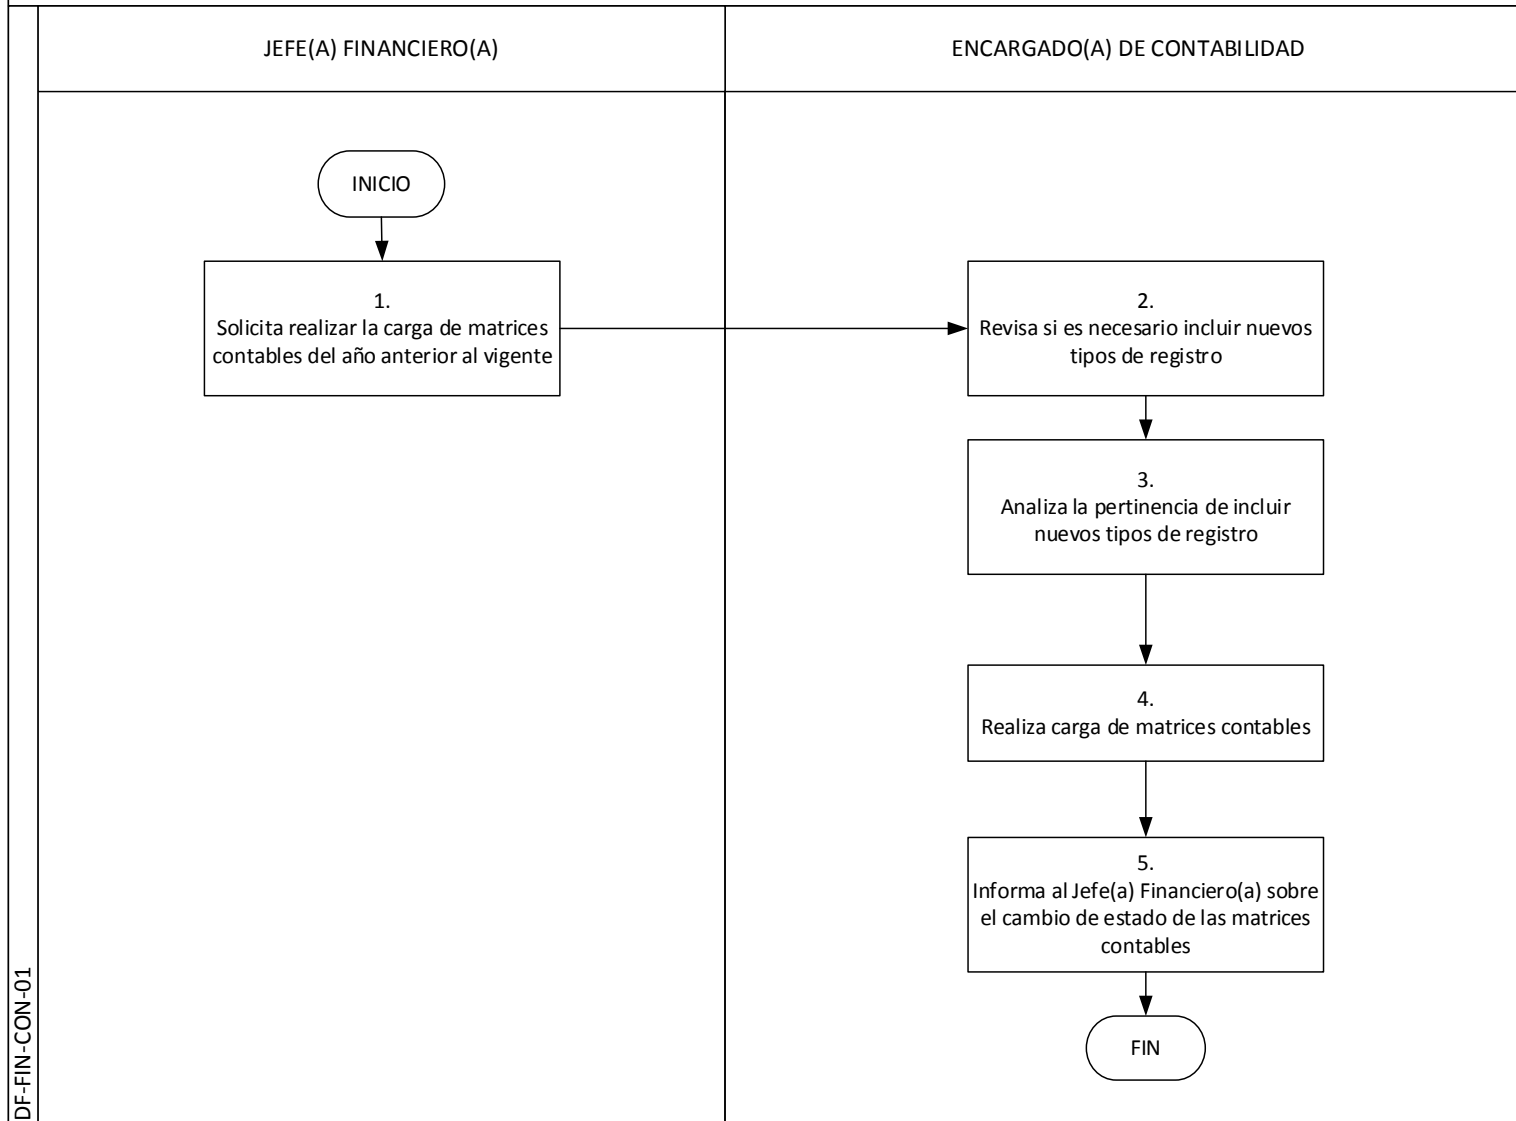 JEFE(A) FINANCIERO(A)
ENCARGADO(A) DE CONTABILIDAD
INICIO
1.
Solicita realizar la carga de matrices
contables del año anterior al vigente
2.
Revisa si es necesario incluir nuevos
tipos de registro
3.
Analiza la pertinencia de incluir
nuevos tipos de registro
4.
Realiza carga de matrices contables
5.
Informa al Jefe(a) Financiero(a) sobre
el cambio de estado de las matrices
contables
FIN
DF-FIN-CON-01